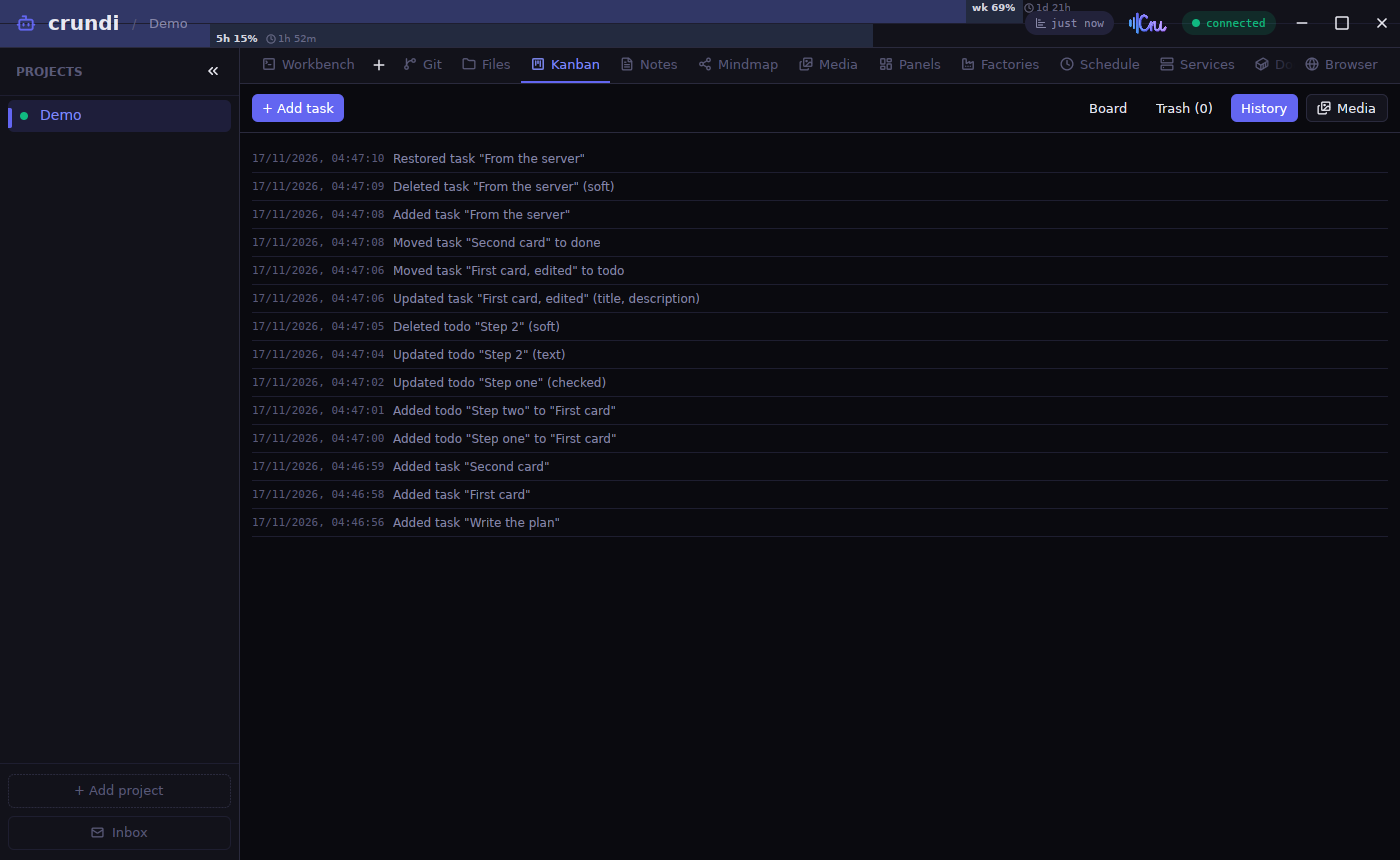 wk 69% 1d 21h
crundi / Demo
just now
connected
5h 15% 1h 52m
PROJECTS
Demo
+ Add project
Inbox
Workbench + Git Files Kanban Notes Mindmap Media Panels Factories Schedule Services Do Browser
+ Add task Board Trash (0) History Media
17/11/2026, 04:47:10 Restored task "From the server"
17/11/2026, 04:47:09 Deleted task "From the server" (soft)
17/11/2026, 04:47:08 Added task "From the server"
17/11/2026, 04:47:08 Moved task "Second card" to done
17/11/2026, 04:47:06 Moved task "First card, edited" to todo
17/11/2026, 04:47:06 Updated task "First card, edited" (title, description)
17/11/2026, 04:47:05 Deleted todo "Step 2" (soft)
17/11/2026, 04:47:04 Updated todo "Step 2" (text)
17/11/2026, 04:47:02 Updated todo "Step one" (checked)
17/11/2026, 04:47:01 Added todo "Step two" to "First card"
17/11/2026, 04:47:00 Added todo "Step one" to "First card"
17/11/2026, 04:46:59 Added task "Second card"
17/11/2026, 04:46:58 Added task "First card"
17/11/2026, 04:46:56 Added task "Write the plan"